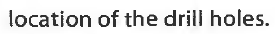 location of the drill holes.